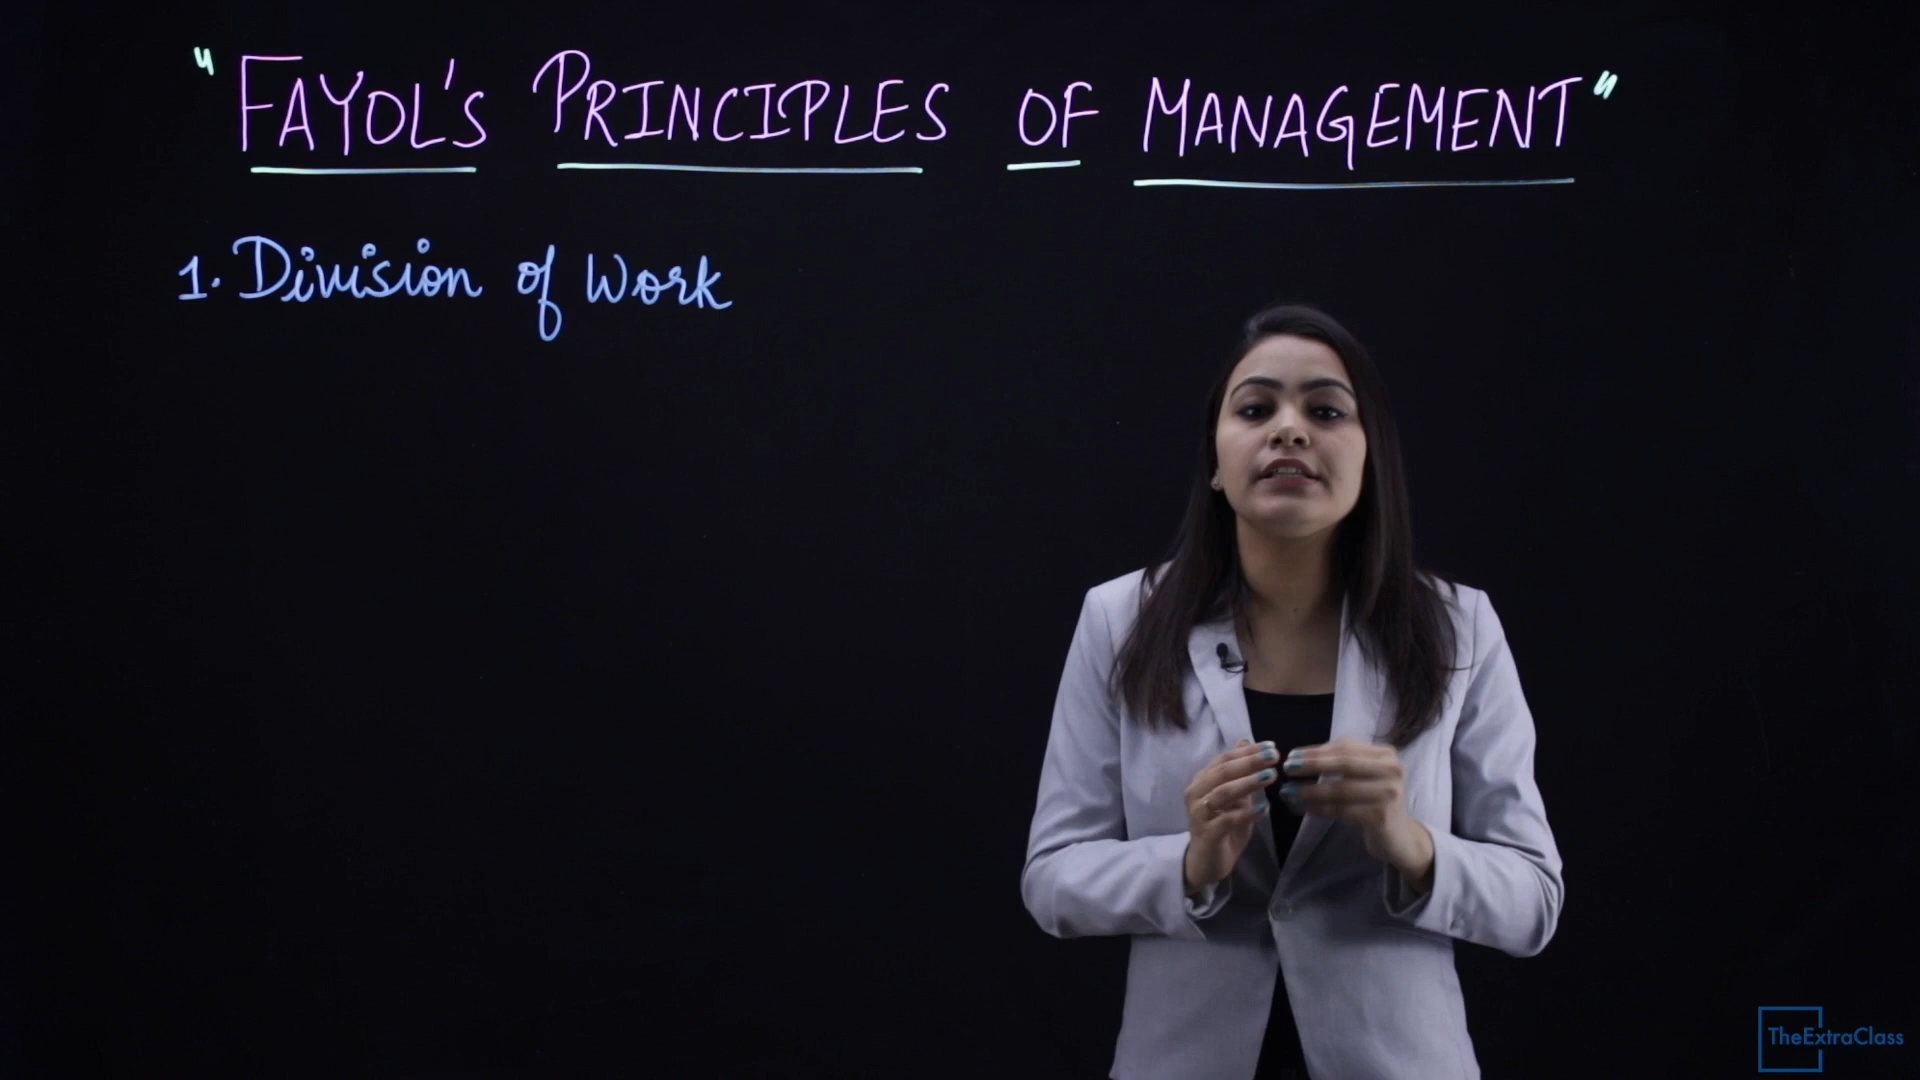 "FAYOL'S PRINCIPLES OF MANAGEMENT"
1. Division of Work
TheExtraClass